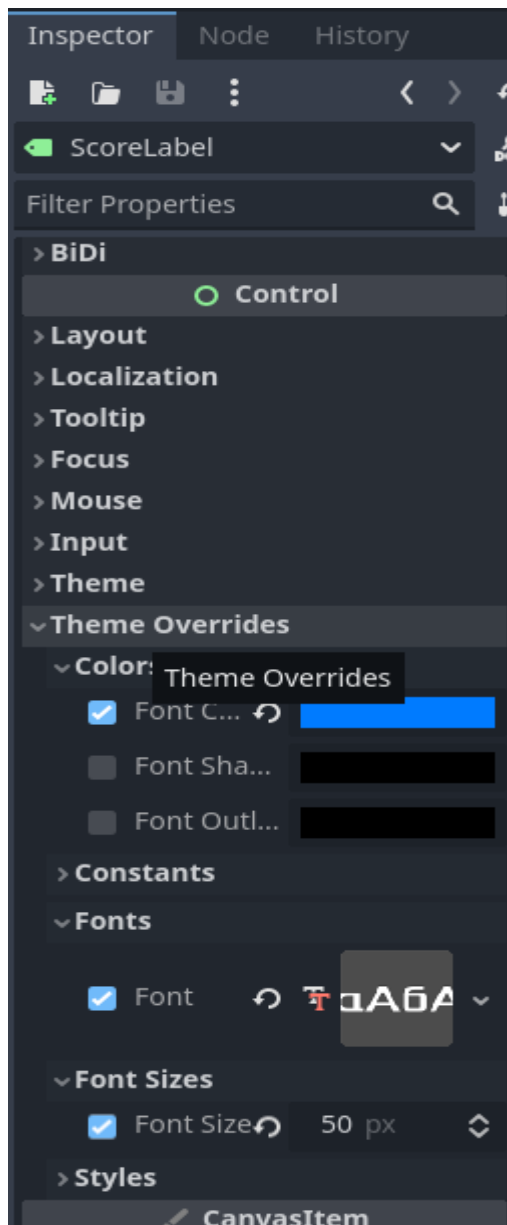 Inspector Node History
ScoreLabel
Filter Properties
BiDi
Control
Layout
Localization
Tooltip
Focus
Mouse
Input
Theme
Theme Overrides
Colors
Theme Overrides
Font C...
Font Sha...
Font Outl...
Constants
Fonts
Font
Font Sizes
Font Size 50 px
Styles
CanvasItem